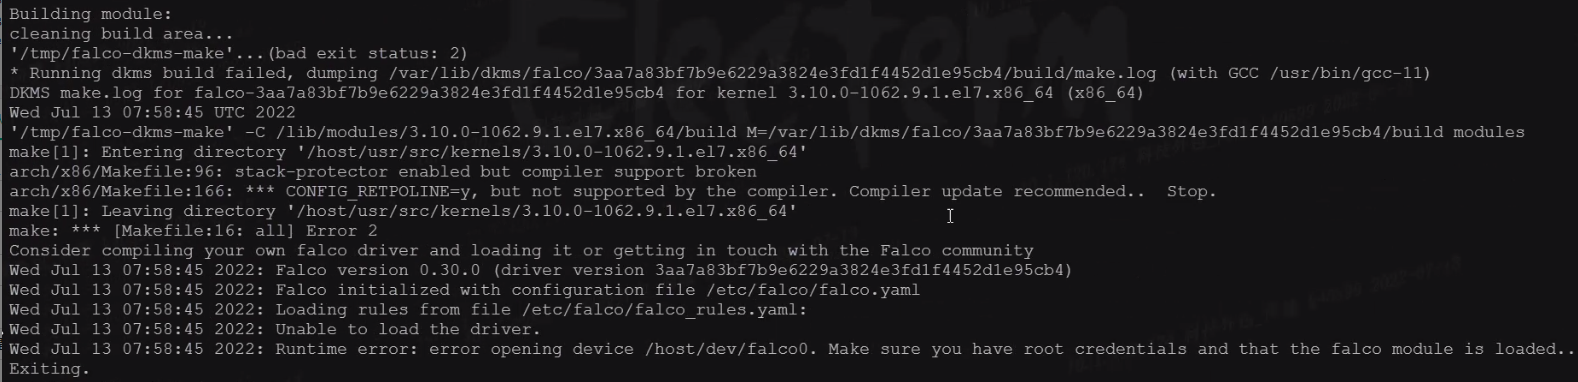 Building module:
cleaning build area...
'/tmp/falco-dkms-make'...(bad exit status: 2)
* Running dkms build failed, dumping /var/lib/dkms/falco/3aa7a83bf7b9e6229a3824e3fd1f4452d1e95cb4/build/make.log (with GCC /usr/bin/gcc-11)
DKMS make.log for falco-3aa7a83bf7b9e6229a3824e3fd1f4452d1e95cb4 for kernel 3.10.0-1062.9.1.el7.x86_64 (x86_64)
Wed Jul 13 07:58:45 UTC 2022
'/tmp/falco-dkms-make' -C /lib/modules/3.10.0-1062.9.1.el7.x86_64/build M=/var/lib/dkms/falco/3aa7a83bf7b9e6229a3824e3fd1f4452d1e95cb4/build modules
make[1]: Entering directory '/host/usr/src/kernels/3.10.0-1062.9.1.el7.x86_64'
arch/x86/Makefile:96: stack-protector enabled but compiler support broken
arch/x86/Makefile:166: *** CONFIG_RETPOLINE=y, but not supported by the compiler. Compiler update recommended..  Stop.
make[1]: Leaving directory '/host/usr/src/kernels/3.10.0-1062.9.1.el7.x86_64'
make: *** [Makefile:16: all] Error 2
Consider compiling your own falco driver and loading it or getting in touch with the Falco community
Wed Jul 13 07:58:45 2022: Falco version 0.30.0 (driver version 3aa7a83bf7b9e6229a3824e3fd1f4452d1e95cb4)
Wed Jul 13 07:58:45 2022: Falco initialized with configuration file /etc/falco/falco.yaml
Wed Jul 13 07:58:45 2022: Loading rules from file /etc/falco/falco_rules.yaml:
Wed Jul 13 07:58:45 2022: Unable to load the driver.
Wed Jul 13 07:58:45 2022: Runtime error: error opening device /host/dev/falco0. Make sure you have root credentials and that the falco module is loaded..
Exiting.